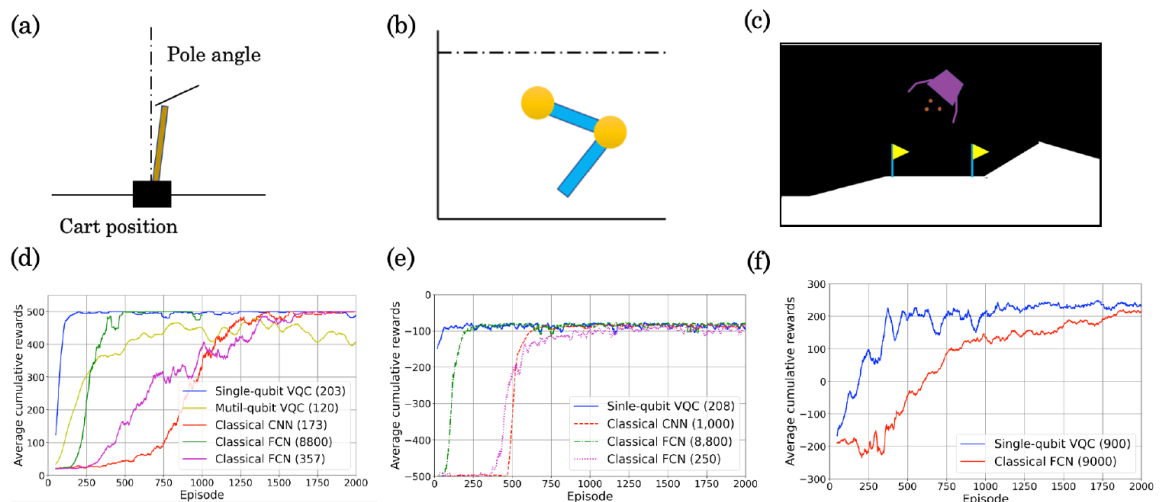 (a)
Pole angle
Cart position
(b)
(c)
(d)
Average cumulative rewards
500
400
300
200
100
0
Single-qubit VQC (203)
Mutil-qubit VQC (120)
Classical CNN (173)
Classical FCN (8800)
Classical FCN (357)
0 250 500 750 1000 1250 1500 1750 2000
Episode
(e)
Average cumulative rewards
0
−100
−200
−300
−400
−500
Sinle-qubit VQC (208)
Classical CNN (1,000)
Classical FCN (8,800)
Classical FCN (250)
0 250 500 750 1000 1250 1500 1750 2000
Episode
(f)
Average cumulative rewards
300
200
100
0
−100
−200
−300
Single-qubit VQC (900)
Classical FCN (9000)
0 250 500 750 1000 1250 1500 1750 2000
Episode